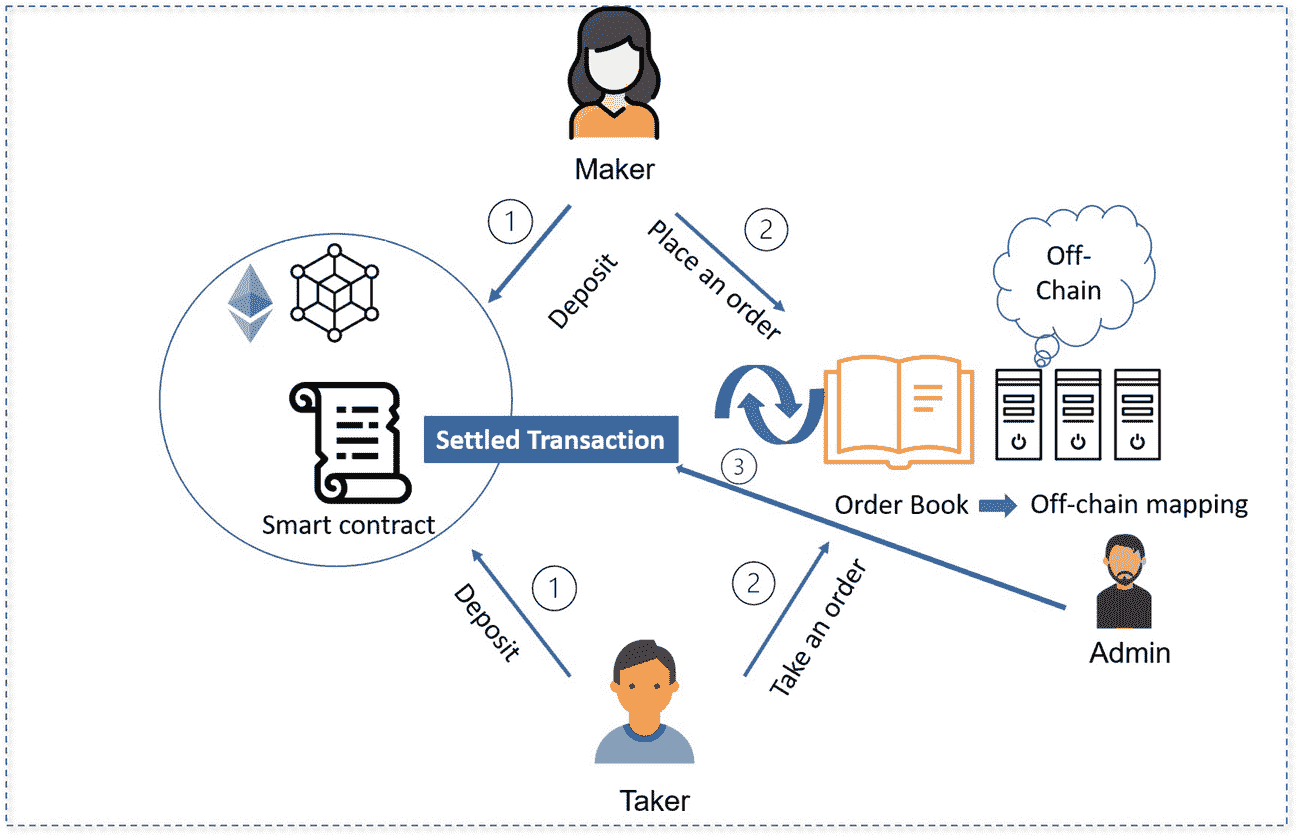 Maker
1
Deposit
2
Place an order
Off-
Chain
Settled Transaction
3
Smart contract
Order Book
Off-chain mapping
1
Deposit
2
Take an order
Admin
Taker